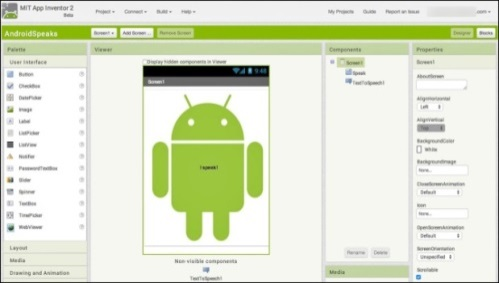 MIT App Inventor 2
Beta
Project • Connect • Build • Help •
My Projects Guide Report an Issue .com •
AndroidSpeaks
Screen1 • Add Screen ... Remove Screen
Designer Blocks
Palette
User Interface
Button
CheckBox
DatePicker
Image
Label
ListPicker
ListView
Notifier
PasswordTextBox
Slider
Spinner
TextBox
TimePicker
WebViewer
Layout
Media
Drawing and Animation
Viewer
Display hidden components in Viewer
9:48
Screen1
I speak!
Non-visible components
TextToSpeech1
Components
Screen1
Speak
TextToSpeech1
Rename Delete
Media
Properties
Screen1
AboutScreen
AlignHorizontal
Left
AlignVertical
Top
BackgroundColor
White
BackgroundImage
None...
CloseScreenAnimation
Default
Icon
None...
OpenScreenAnimation
Default
ScreenOrientation
Unspecified
Scrollable